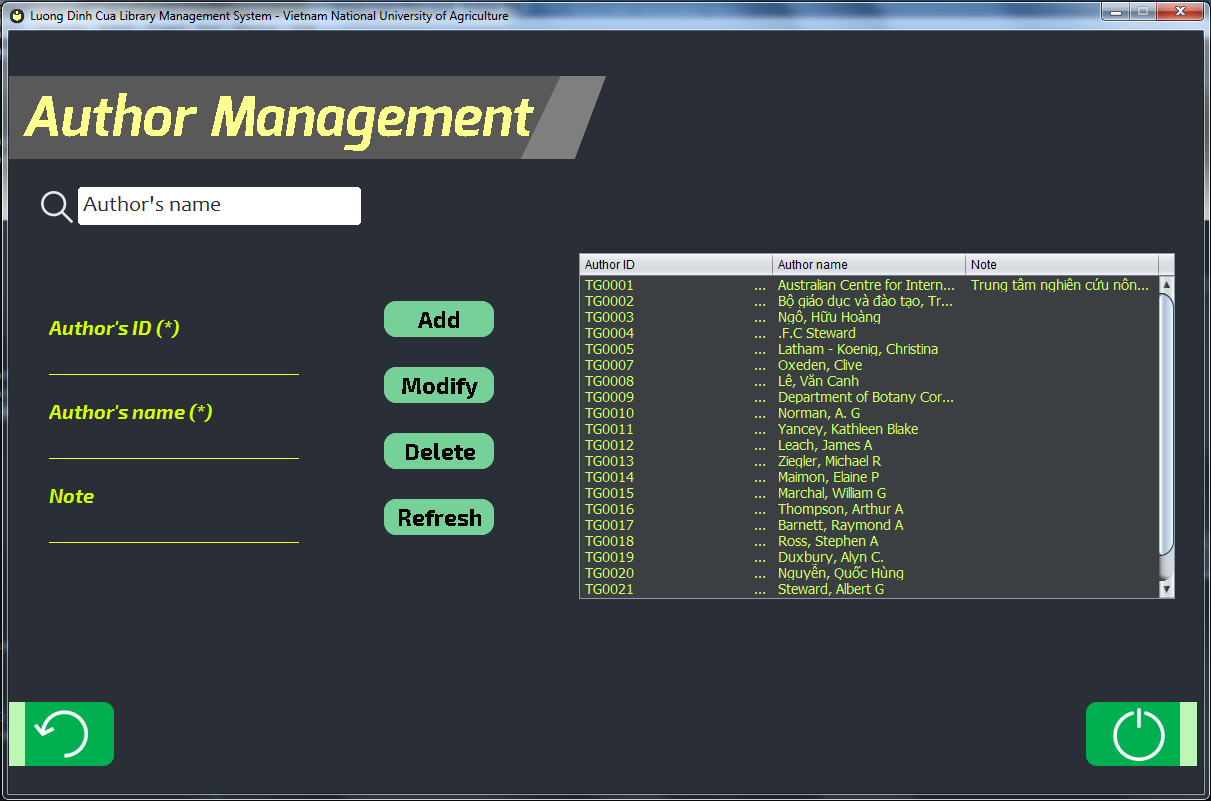 Luong Dinh Cua Library Management System - Vietnam National University of Agriculture
Author Management
Author's name
Author's ID (*)
Author's name (*)
Note
Add
Modify
Delete
Refresh
Author ID Author name Note
TG0001 ... Australian Centre for Intern... Trung tâm nghiên cứu nôn...
TG0002 ... Bộ giáo dục và đào tạo, Tr...
TG0003 ... Ngô, Hữu Hoàng
TG0004 ... .F.C Steward
TG0005 ... Latham - Koenig, Christina
TG0007 ... Oxeden, Clive
TG0008 ... Lê, Văn Canh
TG0009 ... Department of Botany Cor...
TG0010 ... Norman, A. G
TG0011 ... Yancey, Kathleen Blake
TG0012 ... Leach, James A
TG0013 ... Ziegler, Michael R
TG0014 ... Maimon, Elaine P
TG0015 ... Marchal, William G
TG0016 ... Thompson, Arthur A
TG0017 ... Barnett, Raymond A
TG0018 ... Ross, Stephen A
TG0019 ... Duxbury, Alyn C.
TG0020 ... Nguyễn, Quốc Hùng
TG0021 ... Steward, Albert G